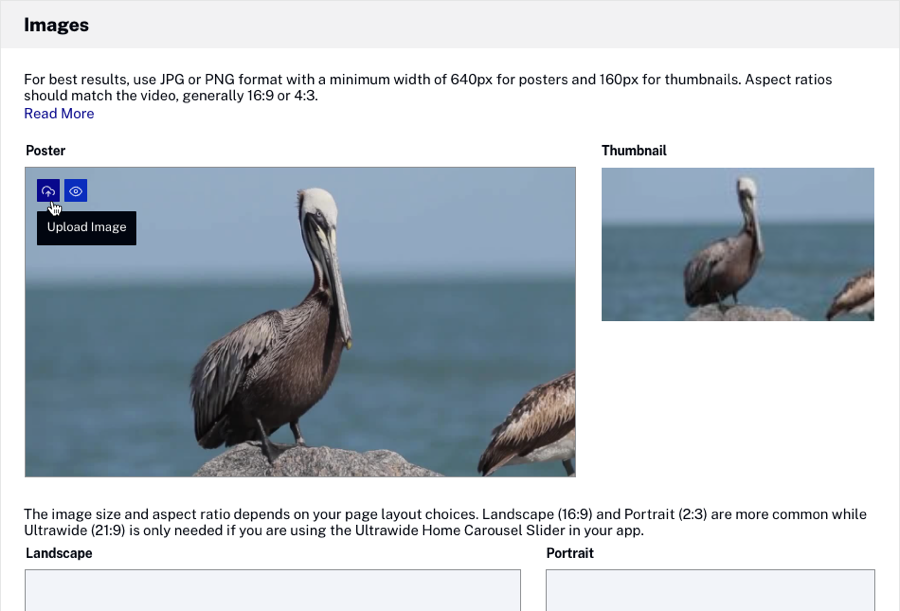 Images
For best results, use JPG or PNG format with a minimum width of 640px for posters and 160px for thumbnails. Aspect ratios
should match the video, generally 16:9 or 4:3.
Read More
Poster
Thumbnail
Upload Image
The image size and aspect ratio depends on your page layout choices. Landscape (16:9) and Portrait (2:3) are more common while
Ultrawide (21:9) is only needed if you are using the Ultrawide Home Carousel Slider in your app.
Landscape
Portrait